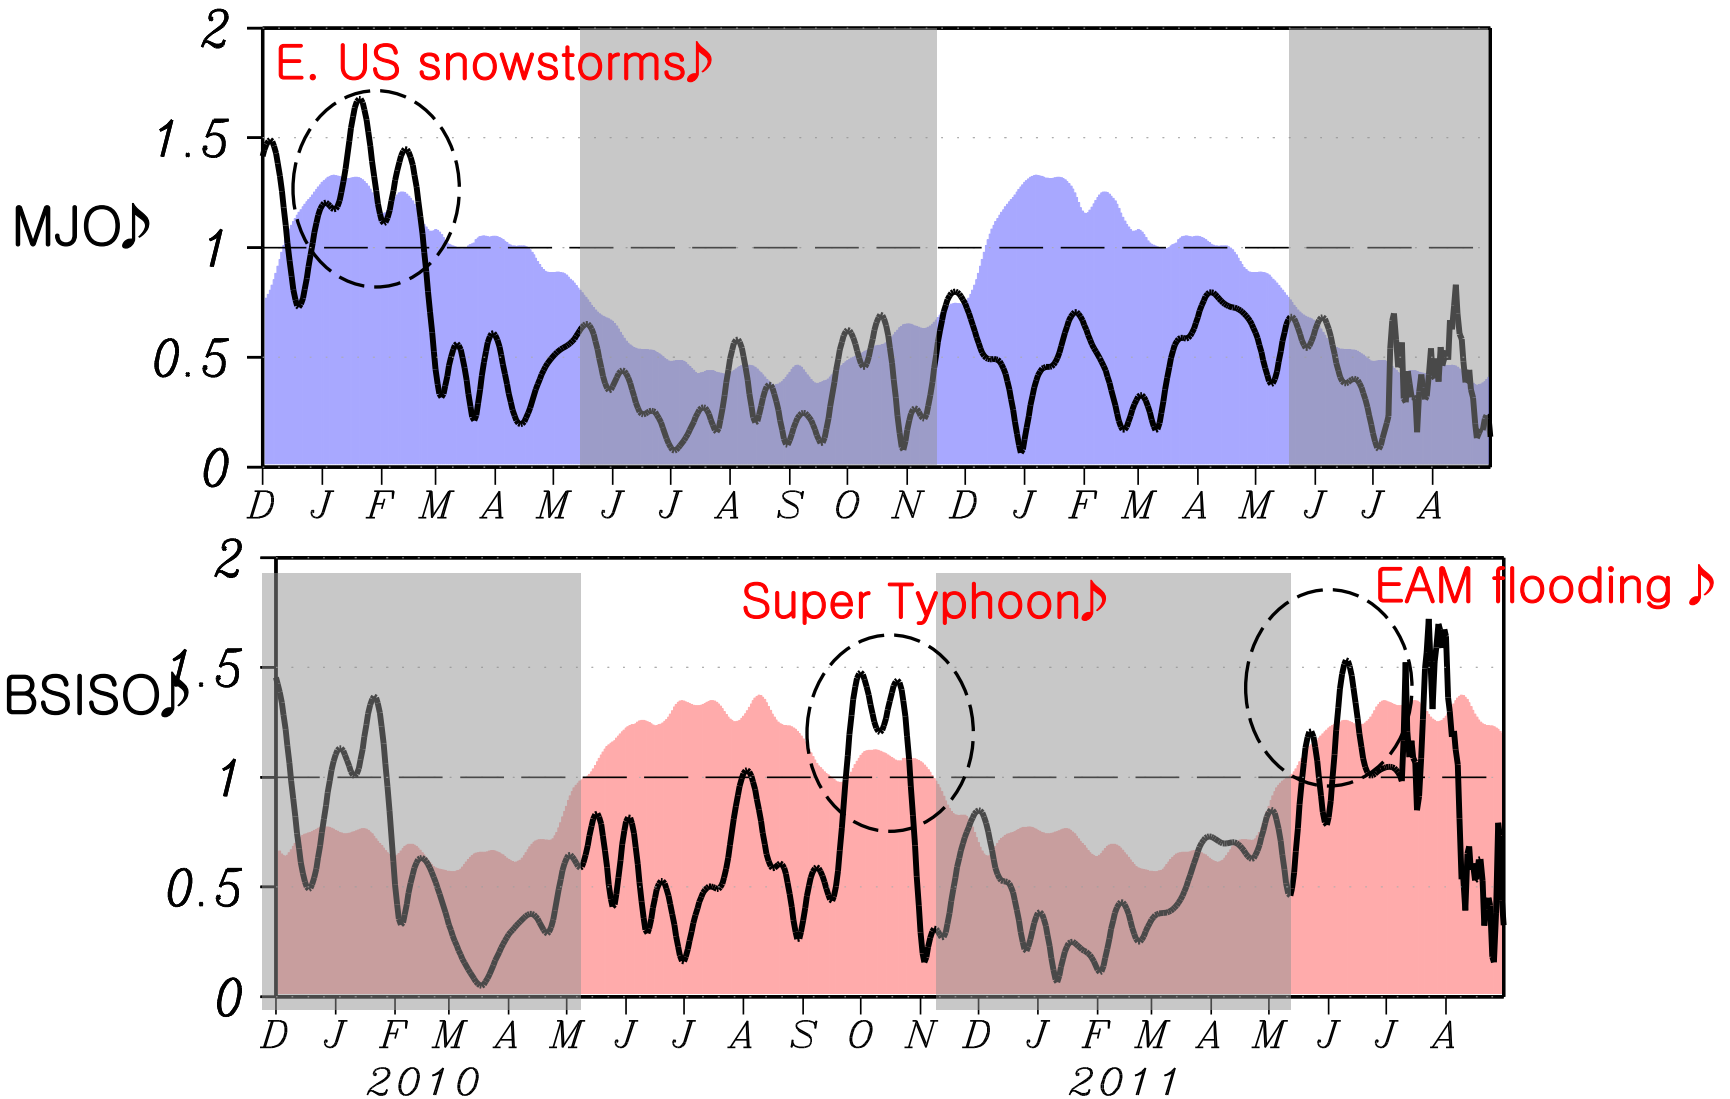 2
E. US snowstorms♪
1.5
MJO♪
1
0.5
0
D J F M A M J J A S O N D J F M A M J J A
2
Super Typhoon♪
EAM flooding ♪
1.5
BSISO♪
1
0.5
0
D J F M A M J J A S O N D J F M A M J J A
2010 2011